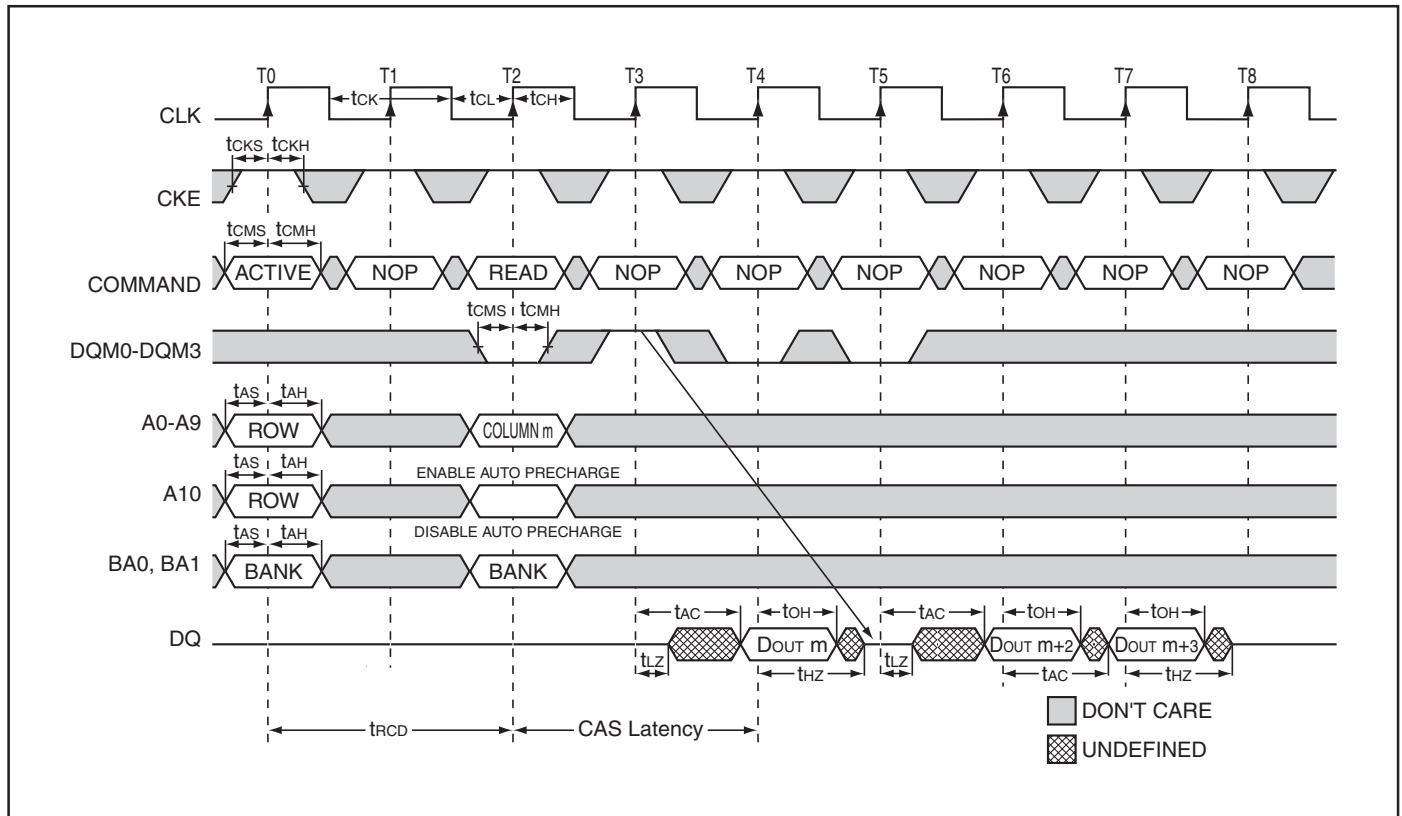 T0 T1 T2 T3 T4 T5 T6 T7 T8
CLK
tCK tCL tCH
tCKS tCKH
CKE
tCMS tCMH
COMMAND ACTIVE NOP READ NOP NOP NOP NOP NOP NOP
tCMS tCMH
DQM0-DQM3
tAS tAH
A0-A9 ROW COLUMN m
tAS tAH ENABLE AUTO PRECHARGE
A10 ROW
tAS tAH DISABLE AUTO PRECHARGE
BA0, BA1 BANK BANK
tAC tOH tAC tOH tOH
DQ DOUT m DOUT m+2 DOUT m+3
tLZ tHZ tLZ tAC tHZ
tRCD CAS Latency
DON'T CARE
UNDEFINED